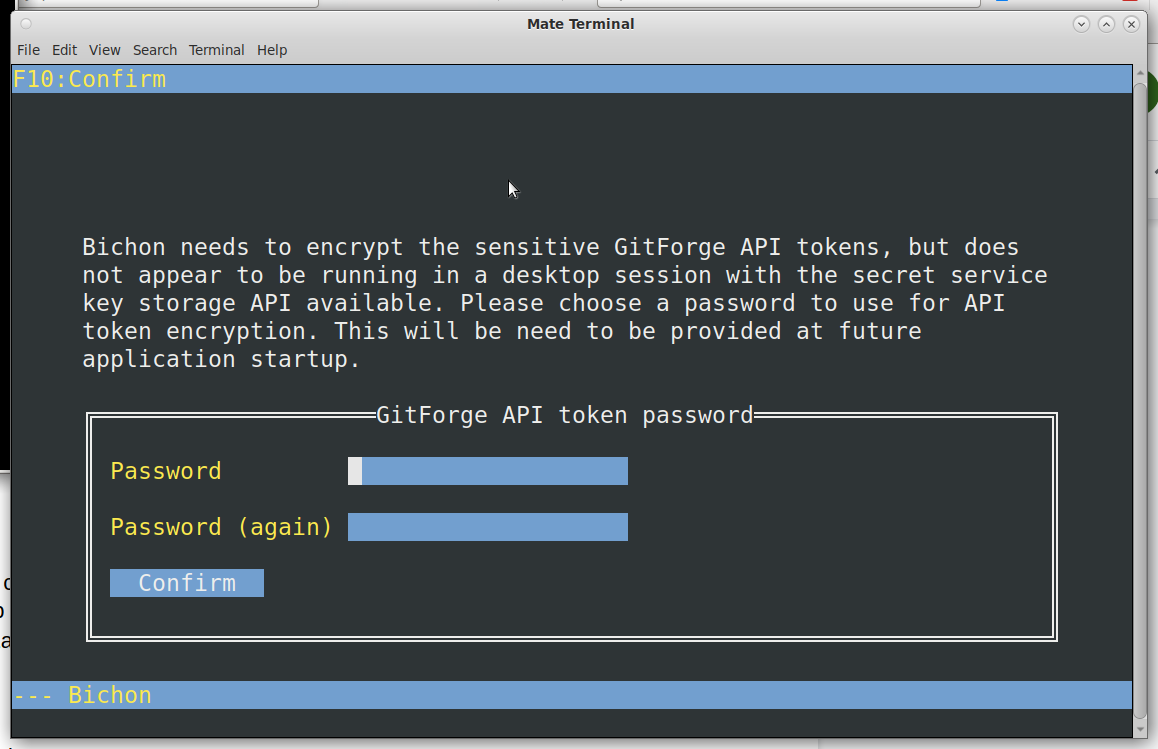 Mate Terminal
File Edit View Search Terminal Help
F10:Confirm
Bichon needs to encrypt the sensitive GitForge API tokens, but does
not appear to be running in a desktop session with the secret service
key storage API available. Please choose a password to use for API
token encryption. This will be need to be provided at future
application startup.
GitForge API token password
Password
Password (again)
Confirm
--- Bichon